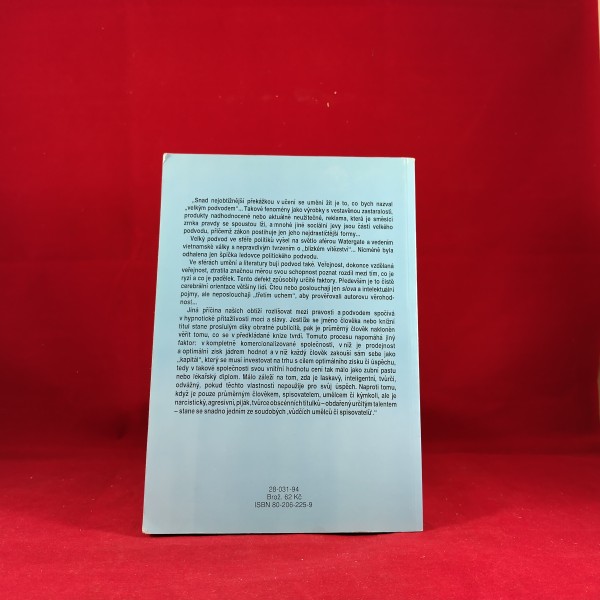 „Snad nejobtížnější překážkou v učení se umění žít je to, co bych nazval
„velkým podvodem“... Takové fenomény jako výrobky s vestavěnou zastaralostí,
produkty nadhodnocené nebo aktuálně neužitečné, reklama, která je směsicí
zrnka pravdy se spoustou lží, a mnohé jiné sociální jevy jsou částí velkého
podvodu, přičemž zákon postihuje jen jeho nejdrastičtější formy...
Velký podvod ve sféře politiků vyšel na světlo aférou Watergate a vedením
vietnamské války s nepravdivým tvrzením o „blízkém vítězství“... Nicméně byla
odhalena jen špička ledovce politického podvodu.
Ve sférách umění a literatury bují podvod také. Veřejnost, dokonce vzdělaná
veřejnost, ztratila značnou měrou svou schopnost poznat rozdíl mezi tím, co je
ryzí a co je padělek. Tento defekt způsobily určité faktory. Především je to čistě
cerebrální orientace většiny lidí. Čtou nebo poslouchají jen slova a intelektuální
pojmy, ale neposlouchají „třetím uchem“, aby prověřovali autorovu věrohod-
nost...
Jiná příčina našich obtíží rozlišovat mezi pravostí a podvodem spočívá
v hypnotické přitažlivosti moci a slávy. Jestliže se jméno člověka nebo knižní
titul stane proslulým díky obratné publicitě, pak je průměrný člověk nakloněn
věřit tomu, co se v předkládané knize tvrdí. Tomuto procesu napomáhá jiný
faktor: v kompletně komercionalizované společnosti, v níž je prodejnost
a optimální zisk jádrem hodnot a v níž každý člověk zakouší sám sebe jako
„kapitál“, který se musí investovat na trhu s cílem optimálního zisku či úspěchu,
tedy v takové společnosti svou vnitřní hodnotu cení tak málo jako zubní pastu
nebo lékařský diplom. Málo záleží na tom, zda je laskavý, inteligentní, tvůrčí,
odvážný, pokud těchto vlastností nepoužije pro svůj úspěch. Naproti tomu,
když je pouze průměrným člověkem, spisovatelem, umělcem či kýmkoli, ale je
narcistický, agresivní, piják, tvůrce obscénních titulků – obdařený určitým talentem
– stane se snadno jedním ze soudobých ‚vůdčích umělců či spisovatelů‘.“
28-031-94
Brož. 62 Kč
ISBN 80-206-225-9